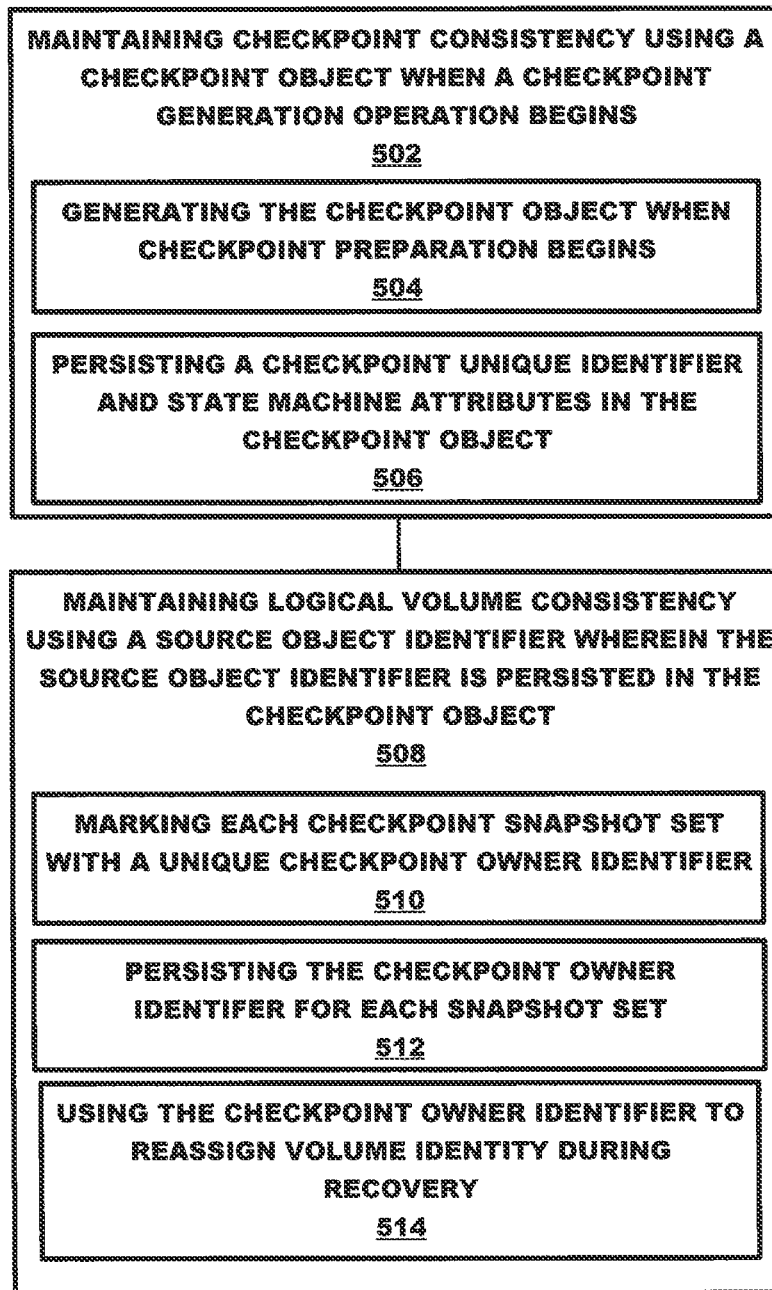 MAINTAINING CHECKPOINT CONSISTENCY USING A
CHECKPOINT OBJECT WHEN A CHECKPOINT
GENERATION OPERATION BEGINS
502
GENERATING THE CHECKPOINT OBJECT WHEN
CHECKPOINT PREPARATION BEGINS
504
PERSISTING A CHECKPOINT UNIQUE IDENTIFIER
AND STATE MACHINE ATTRIBUTES IN THE
CHECKPOINT OBJECT
506
MAINTAINING LOGICAL VOLUME CONSISTENCY
USING A SOURCE OBJECT IDENTIFIER WHEREIN THE
SOURCE OBJECT IDENTIFIER IS PERSISTED IN THE
CHECKPOINT OBJECT
508
MARKING EACH CHECKPOINT SNAPSHOT SET
WITH A UNIQUE CHECKPOINT OWNER IDENTIFIER
510
PERSISTING THE CHECKPOINT OWNER
IDENTIFER FOR EACH SNAPSHOT SET
512
USING THE CHECKPOINT OWNER IDENTIFIER TO
REASSIGN VOLUME IDENTITY DURING
RECOVERY
514